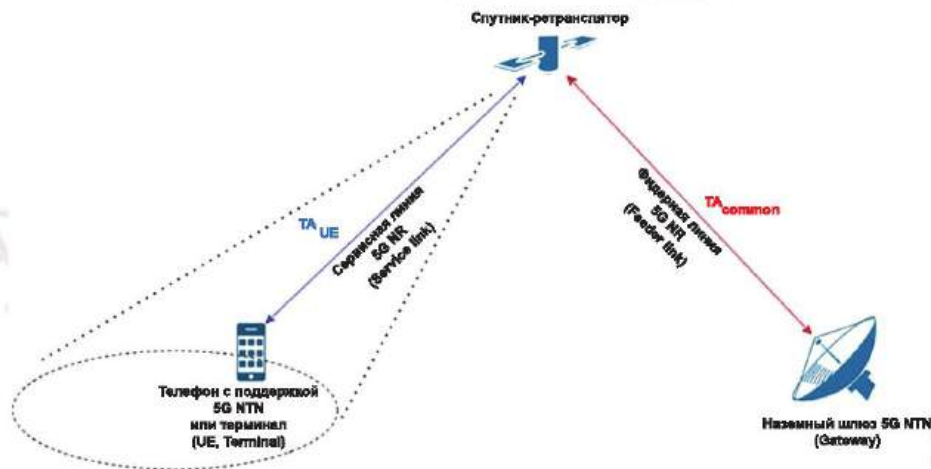 Спутник-ретранслятор
TA UE
Сервисная линия
5G NR
(Service link)
TA common
Фидерная линия
5G NR
(Feeder link)
Телефон с поддержкой
5G NTN
или терминал
(UE, Terminal)
Наземный шлюз 5G NTN
(Gateway)